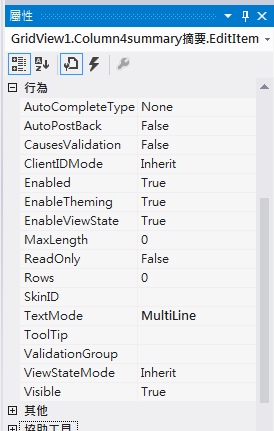 屬性
GridView1.Column4summary摘要.EditItem
行為
AutoCompleteType None
AutoPostBack False
CausesValidation False
ClientIDMode Inherit
Enabled True
EnableTheming True
EnableViewState True
MaxLength 0
ReadOnly False
Rows 0
SkinID
TextMode MultiLine
ToolTip
ValidationGroup
ViewStateMode Inherit
Visible True
其他
協助工具